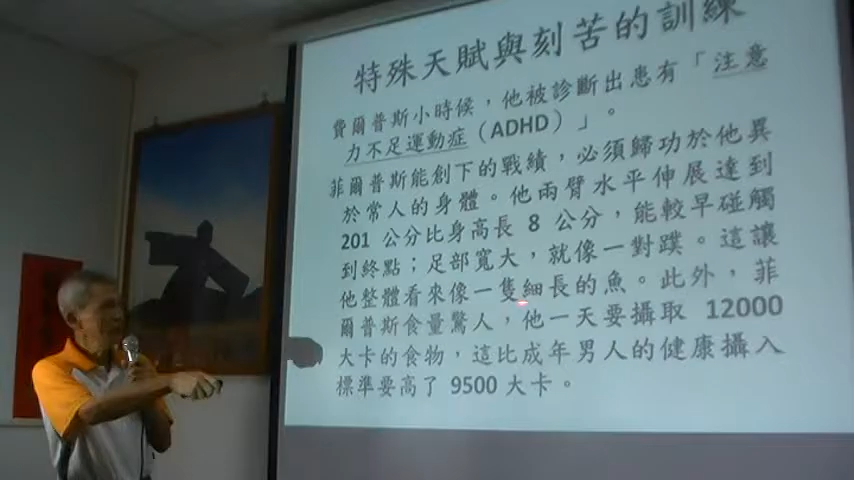 特殊天賦與刻苦的訓練
費爾普斯小時候，他被診斷出患有「注意
力不足運動症（ADHD）」。
菲爾普斯能創下的戰績，必須歸功於他異
於常人的身體。他兩臂水平伸展達到
201 公分比身高長 8 公分，能較早碰觸
到終點；足部寬大，就像一對蹼。這讓
他整體看來像一隻細長的魚。此外，菲
爾普斯食量驚人，他一天要攝取 12000
大卡的食物，這比成年男人的健康攝入
標準要高了 9500 大卡。